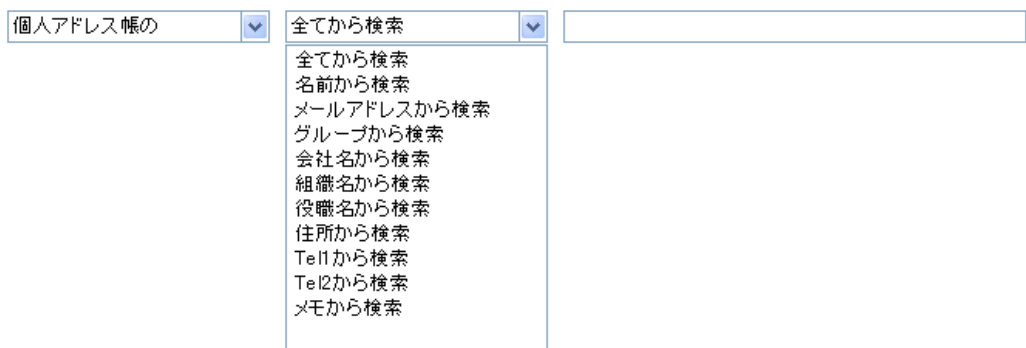 個人アドレス帳の 全てから検索
全てから検索
名前から検索
メールアドレスから検索
グループから検索
会社名から検索
組織名から検索
役職名から検索
住所から検索
Tel1から検索
Tel2から検索
メモから検索